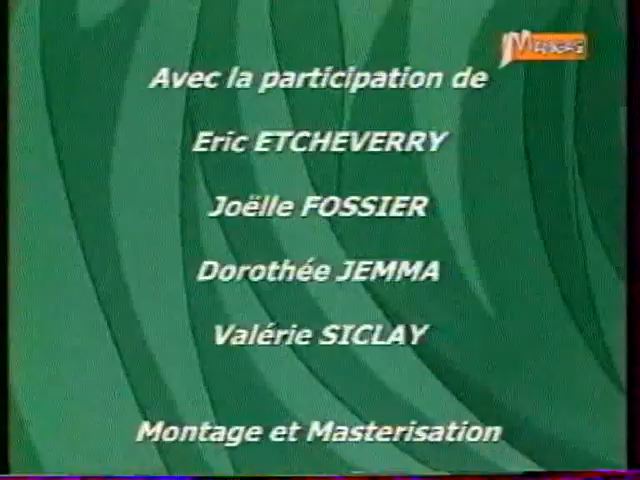 Avec la participation de
Eric ETCHEVERRY
Joëlle FOSSIER
Dorothée JEMMA
Valérie SICLAY
Montage et Masterisation